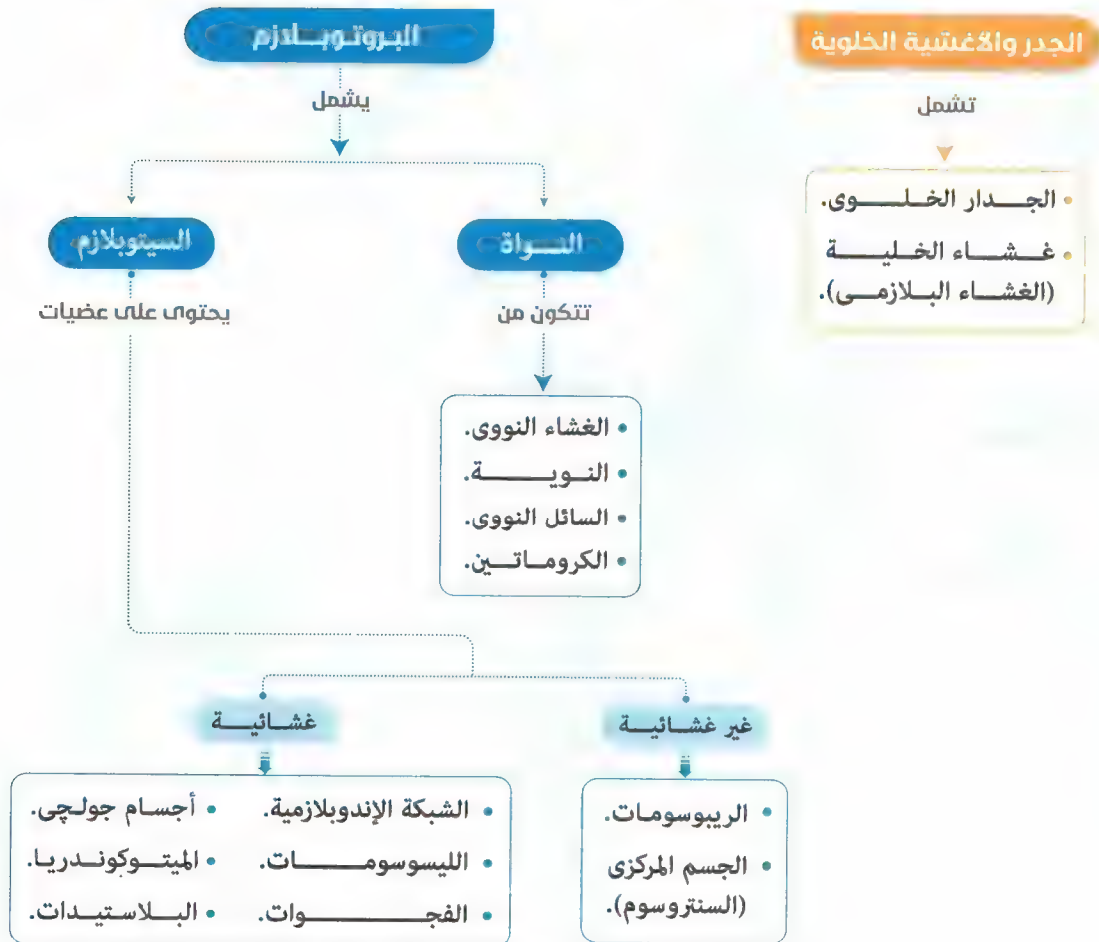 الجدر والأغشية الخلوية
تشمل
• الجدار الخلوى.
• غشاء الخلية
(الغشاء البلازمى).
البروتوبلازم
يشمل
النواة
تتكون من
• الغشاء النووى.
• النوية.
• السائل النووى.
• الكروماتين.
السيتوبلازم
يحتوى على عضيات
غير غشائية
• الريبوسومات.
• الجسم المركزى
(السنتروسوم).
غشائية
• الشبكة الإندوبلازمية.
• الليسوسومات.
• الفجوات.
• أجسام جولچى.
• الميتوكوندريا.
• البلاستيدات.